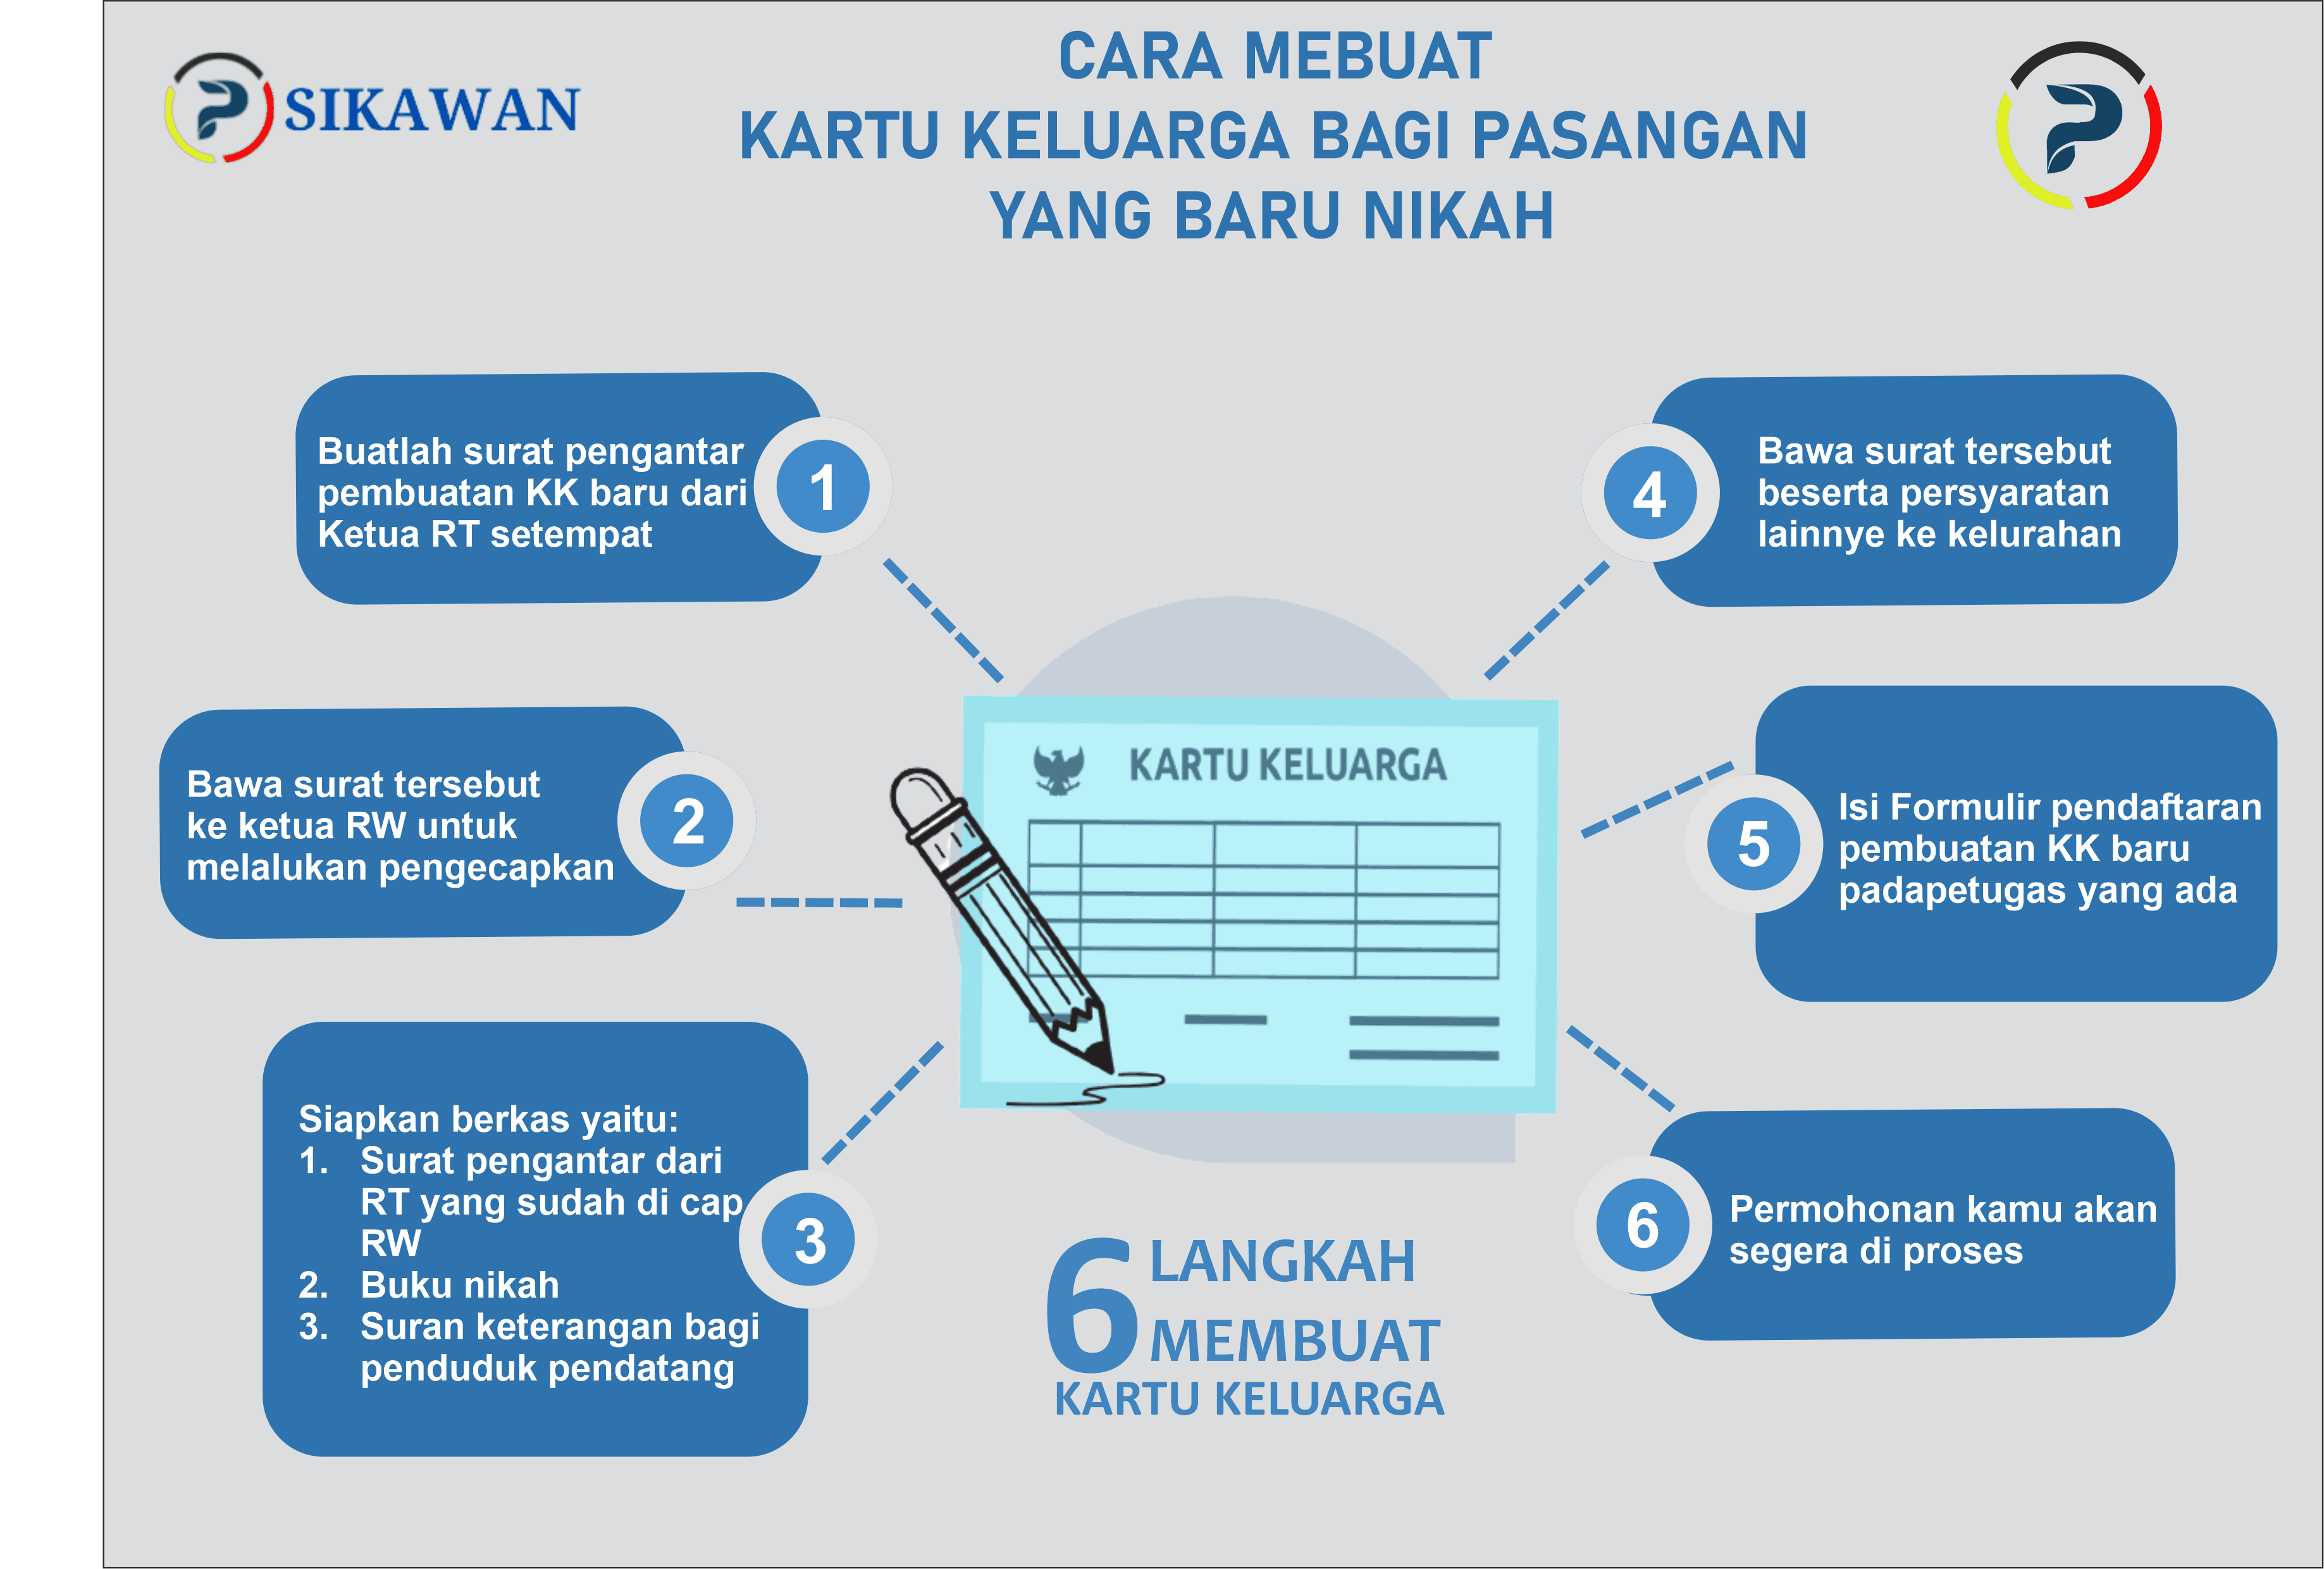 SIKAWAN
CARA MEBUAT
KARTU KELUARGA BAGI PASANGAN
YANG BARU NIKAH
Buatlah surat pengantar
pembuatan KK baru dari
Ketua RT setempat
1
Bawa surat tersebut
ke ketua RW untuk
melalukan pengecapkan
2
Siapkan berkas yaitu:
1. Surat pengantar dari
RT yang sudah di cap
RW
2. Buku nikah
3. Suran keterangan bagi
penduduk pendatang
3
4
Bawa surat tersebut
beserta persyaratan
lainnye ke kelurahan
5
Isi Formulir pendaftaran
pembuatan KK baru
padapetugas yang ada
6
Permohonan kamu akan
segera di proses
KARTU KELUARGA
6 LANGKAH
MEMBUAT
KARTU KELUARGA